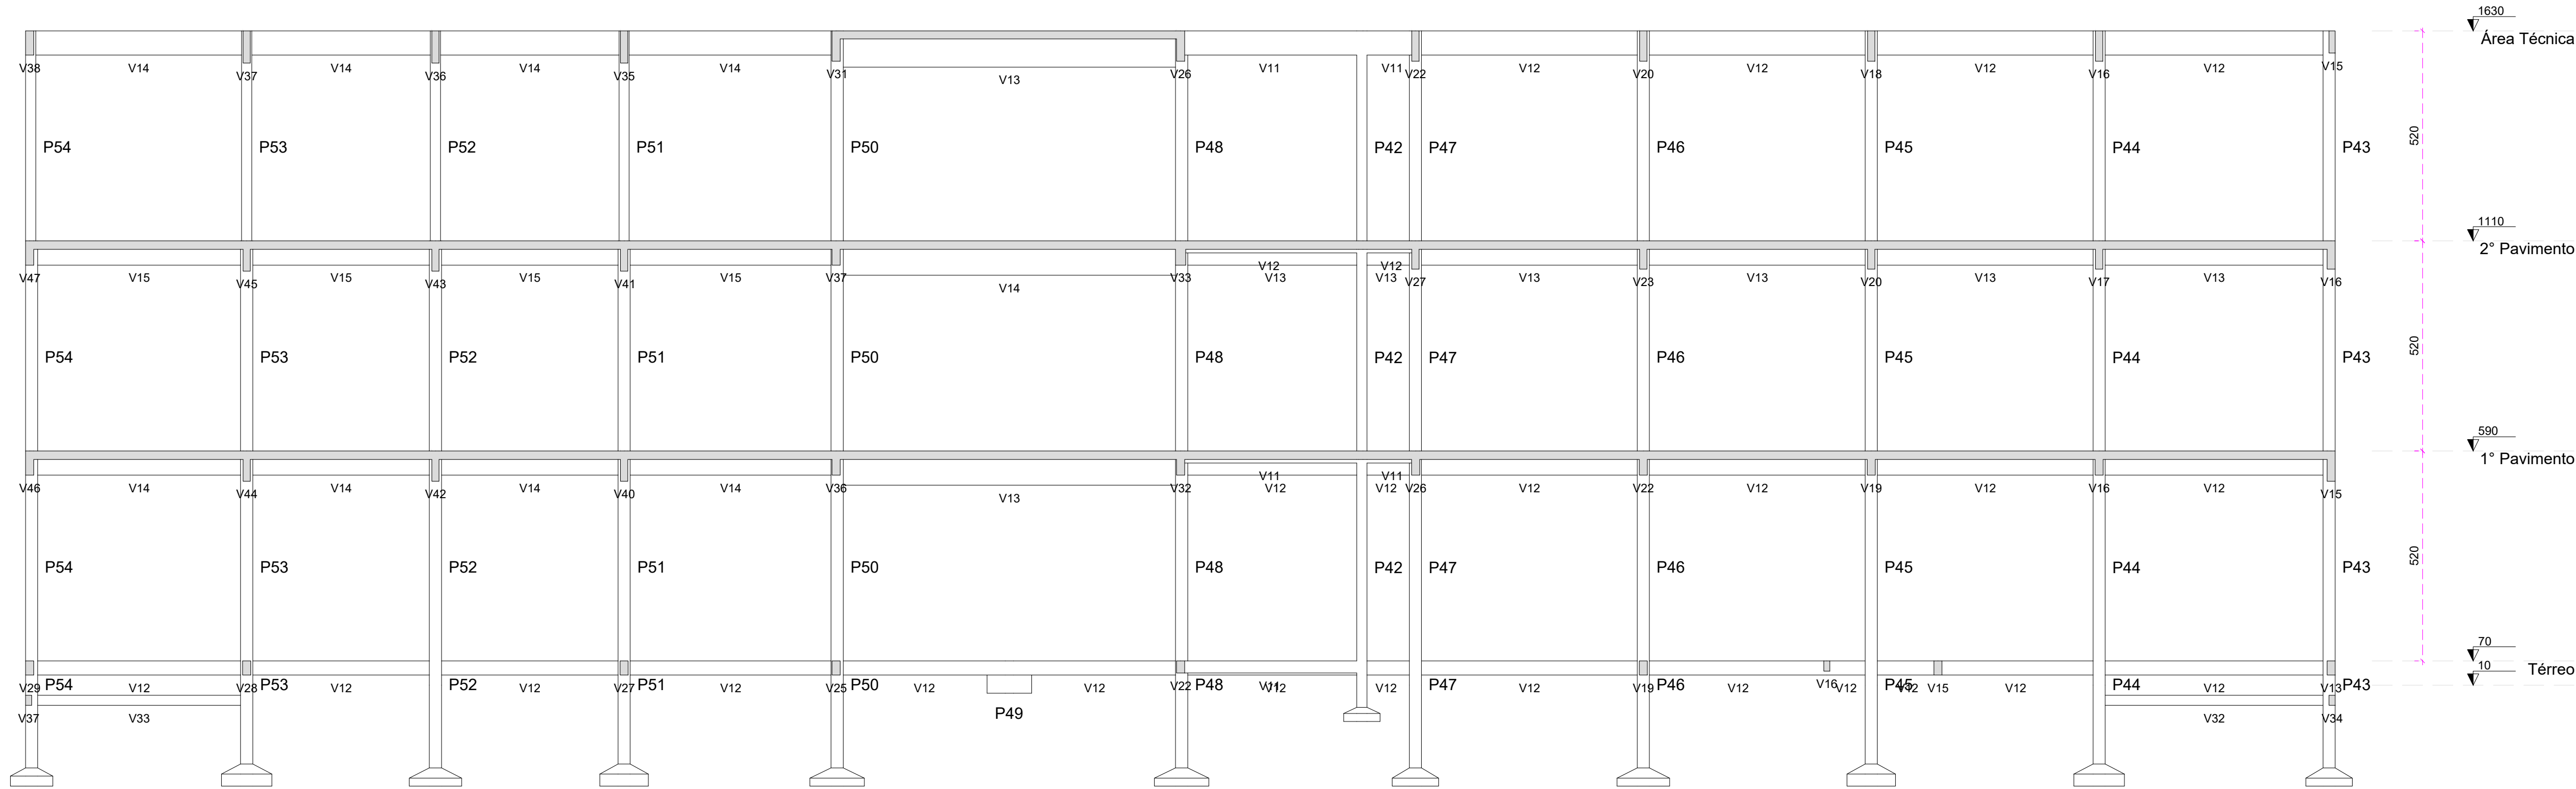 1630
Área Técnica
V38 V14 V37 V14 V36 V14 V35 V14 V31 V13 V26 V11 V11 V22 V12 V20 V12 V18 V12 V16 V12 V15
P54 P53 P52 P51 P50 P48 P42 P47 P46 P45 P44 P43
520
1110
2° Pavimento
V12 V12
V47 V15 V45 V15 V43 V15 V41 V15 V37 V14 V33 V13 V13 V27 V13 V23 V13 V20 V13 V17 V13 V16
P54 P53 P52 P51 P50 P48 P42 P47 P46 P45 P44 P43
520
590
1° Pavimento
V11 V11
V46 V14 V44 V14 V42 V14 V40 V14 V36 V13 V32 V12 V12 V26 V12 V22 V12 V19 V12 V16 V12 V15
P54 P53 P52 P51 P50 P48 P42 P47 P46 P45 P44 P43
520
70
10
Térreo
P54 P53 P52 P51 P50 P48 P47 P46 P45 P44 P43
V29 V12 V28 V12 V12 V27 V12 V25 V12 V12 V22 V11 V12 V12 V12 V19 V12 V16 V12 V12 V15 V12 V12 V13
P49
V37 V33 V32 V34